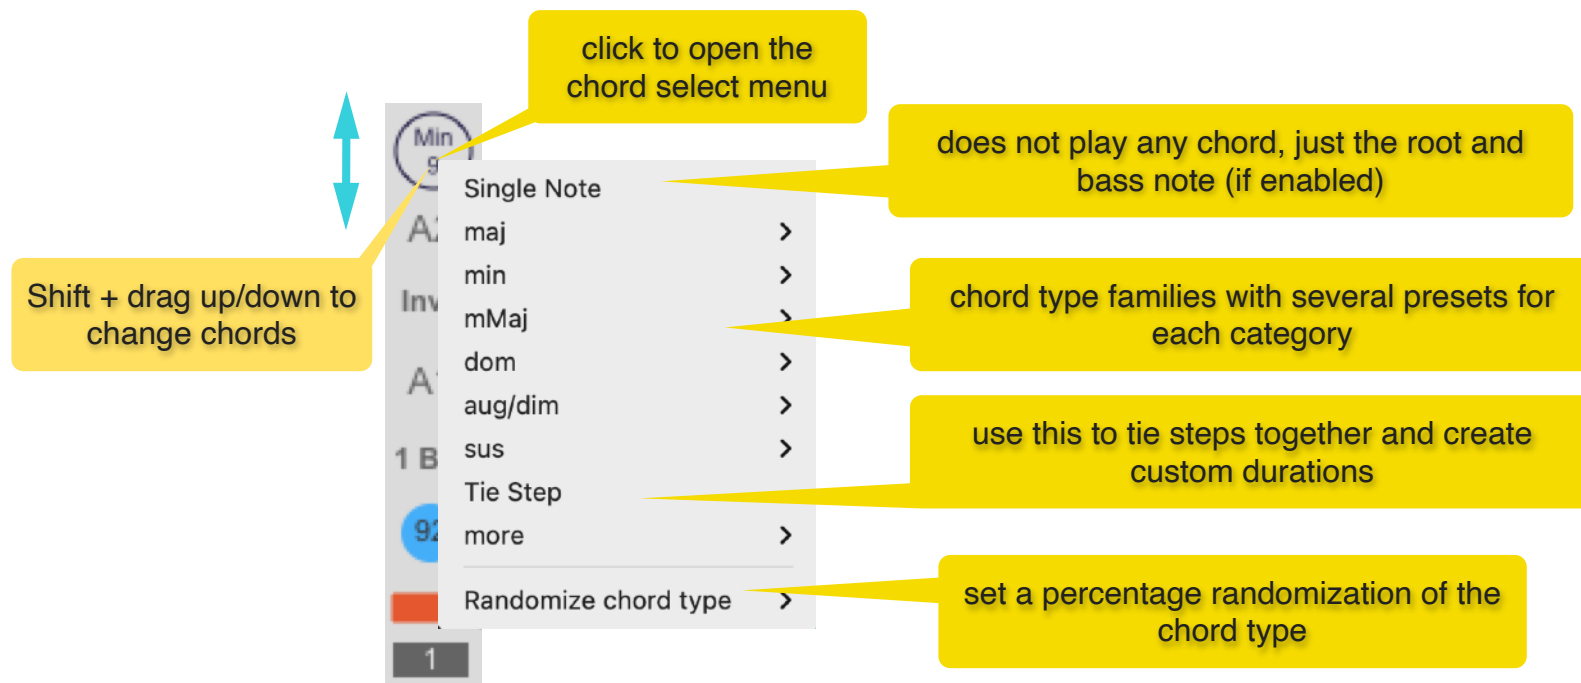 click to open the
chord select menu
Min
9
does not play any chord, just the root and
bass note (if enabled)
Single Note
maj
min
mMaj
dom
aug/dim
sus
Tie Step
more
Randomize chord type
Shift + drag up/down to
change chords
chord type families with several presets for
each category
use this to tie steps together and create
custom durations
set a percentage randomization of the
chord type
Inv
1 B
1